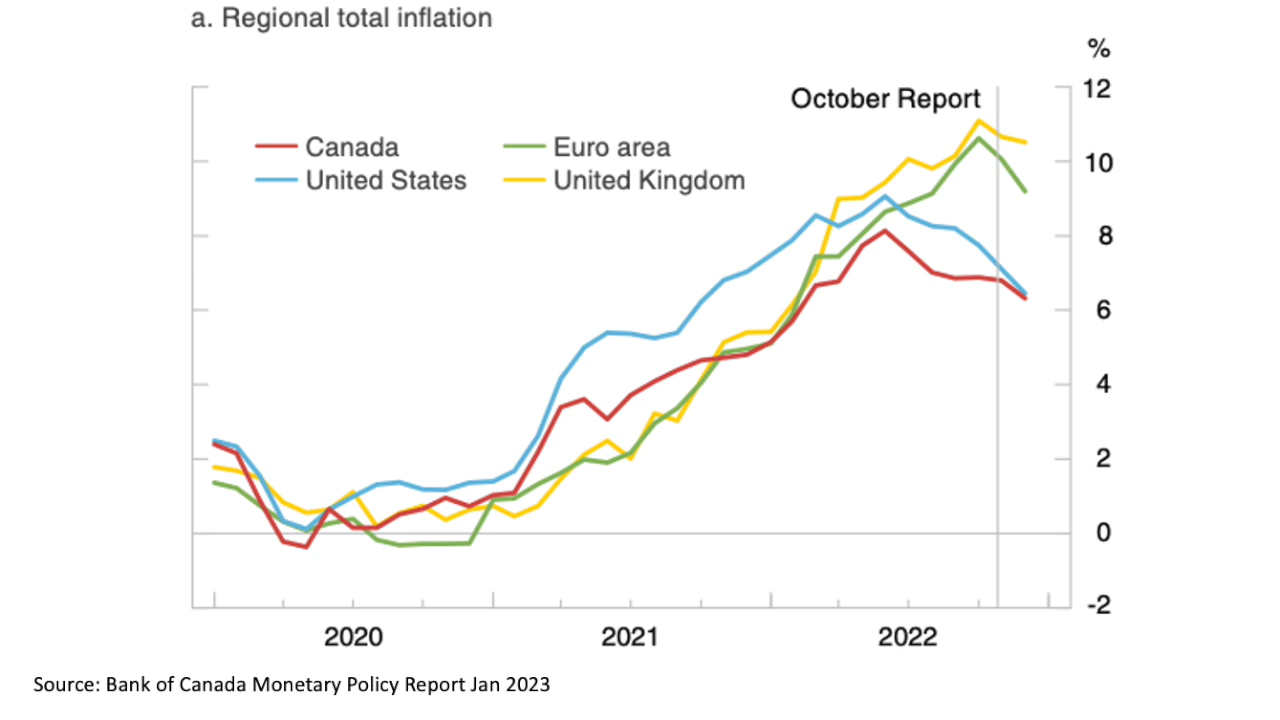 a. Regional total inflation
%
October Report
12
Canada
Euro area
United States
United Kingdom
10
8
6
4
2
0
-2
2020
2021
2022
Source: Bank of Canada Monetary Policy Report Jan 2023